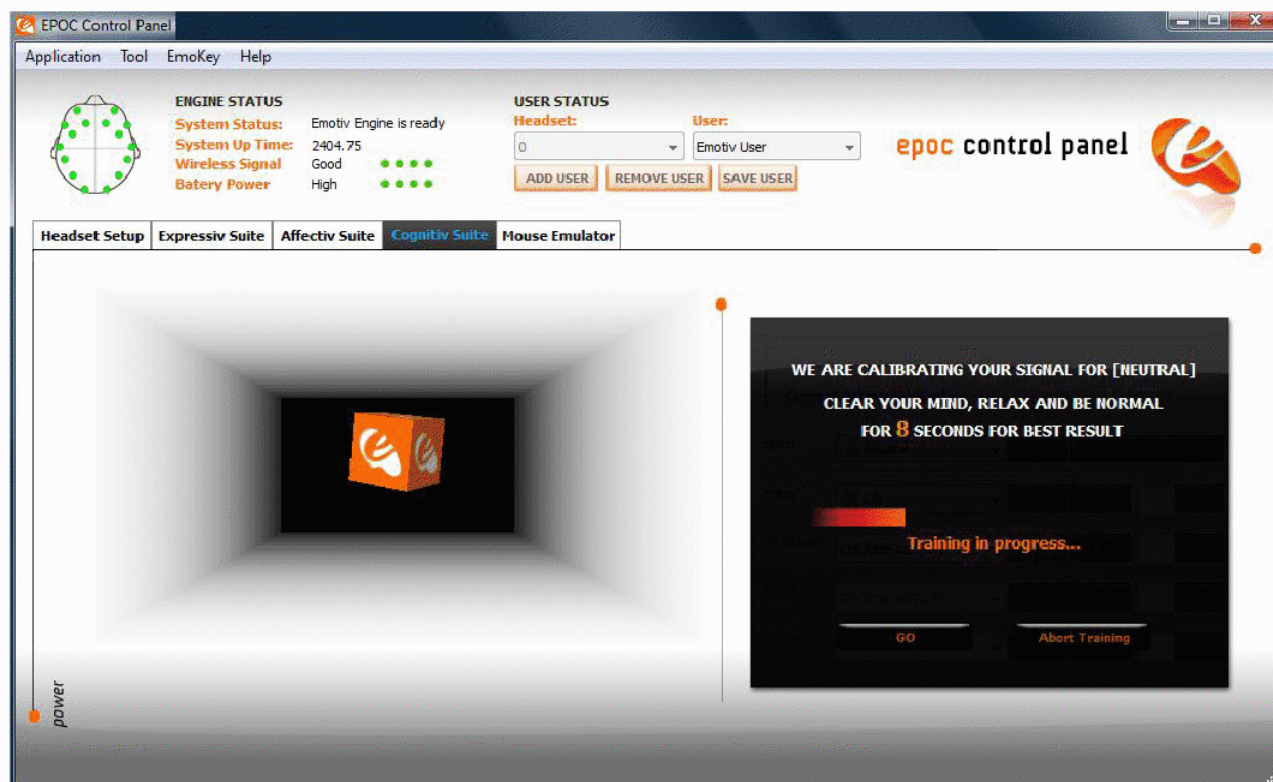 EPOC Control Panel
Application Tool EmoKey Help
ENGINE STATUS
System Status: Emotiv Engine is ready
System Up Time: 2404.75
Wireless Signal Good
Batery Power High
USER STATUS
Headset: User:
0 Emotiv User
ADD USER REMOVE USER SAVE USER
epoc control panel
Headset Setup Expressiv Suite Affectiv Suite Cognitiv Suite Mouse Emulator
WE ARE CALIBRATING YOUR SIGNAL FOR [NEUTRAL]
CLEAR YOUR MIND, RELAX AND BE NORMAL
FOR 8 SECONDS FOR BEST RESULT
Neutral
Lift
Training in progress...
GO Abort Training
power